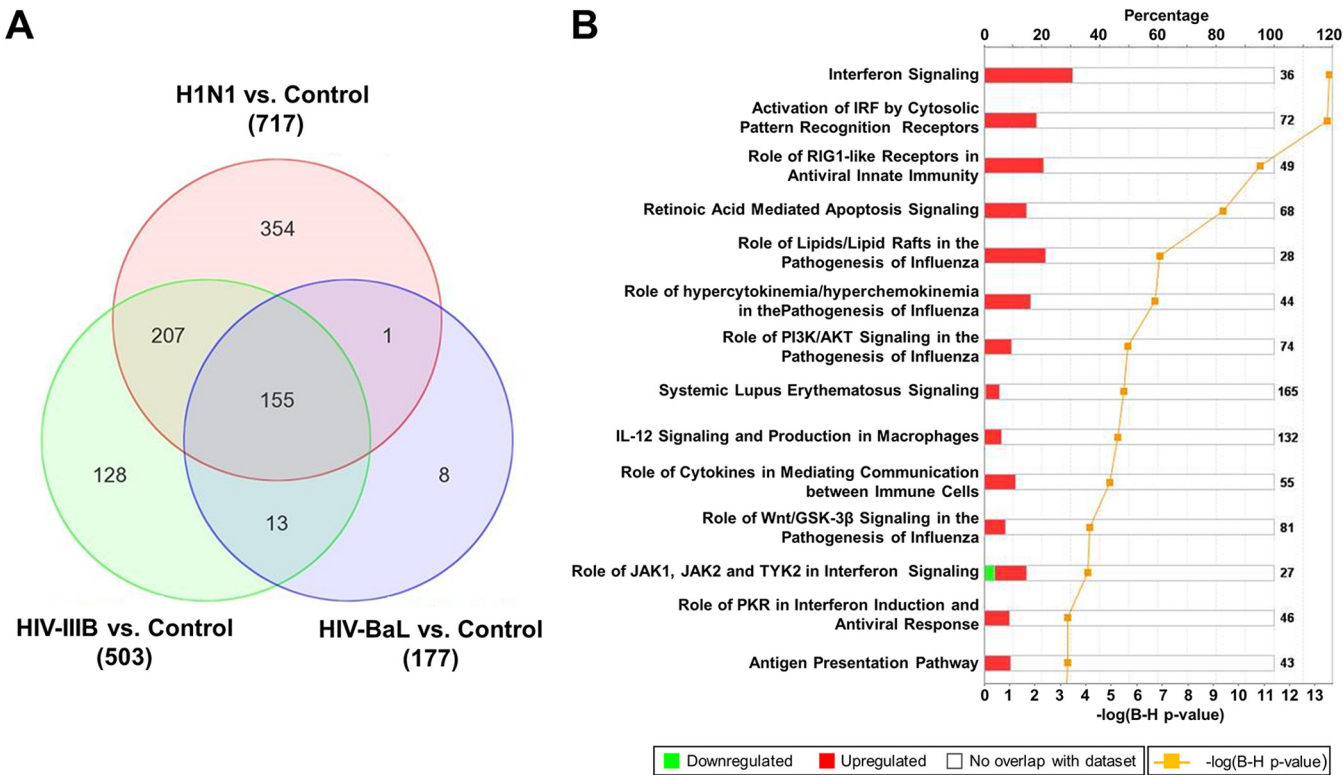 A
H1N1 vs. Control
(717)
354
207
1
155
128
8
13
HIV-IIIB vs. Control
(503)
HIV-BaL vs. Control
(177)
B
Percentage
0 20 40 60 80 100 120
Interferon Signaling 36
Activation of IRF by Cytosolic
Pattern Recognition Receptors 72
Role of RIG1-like Receptors in
Antiviral Innate Immunity 49
Retinoic Acid Mediated Apoptosis Signaling 68
Role of Lipids/Lipid Rafts in the
Pathogenesis of Influenza 28
Role of hypercytokinemia/hyperchemokinemia
in thePathogenesis of Influenza 44
Role of PI3K/AKT Signaling in the
Pathogenesis of Influenza 74
Systemic Lupus Erythematosus Signaling 165
IL-12 Signaling and Production in Macrophages 132
Role of Cytokines in Mediating Communication
between Immune Cells 55
Role of Wnt/GSK-3β Signaling in the
Pathogenesis of Influenza 81
Role of JAK1, JAK2 and TYK2 in Interferon Signaling 27
Role of PKR in Interferon Induction and
Antiviral Response 46
Antigen Presentation Pathway 43
0 1 2 3 4 5 6 7 8 9 10 11 12 13
-log(B-H p-value)
Downregulated Upregulated No overlap with dataset -log(B-H p-value)